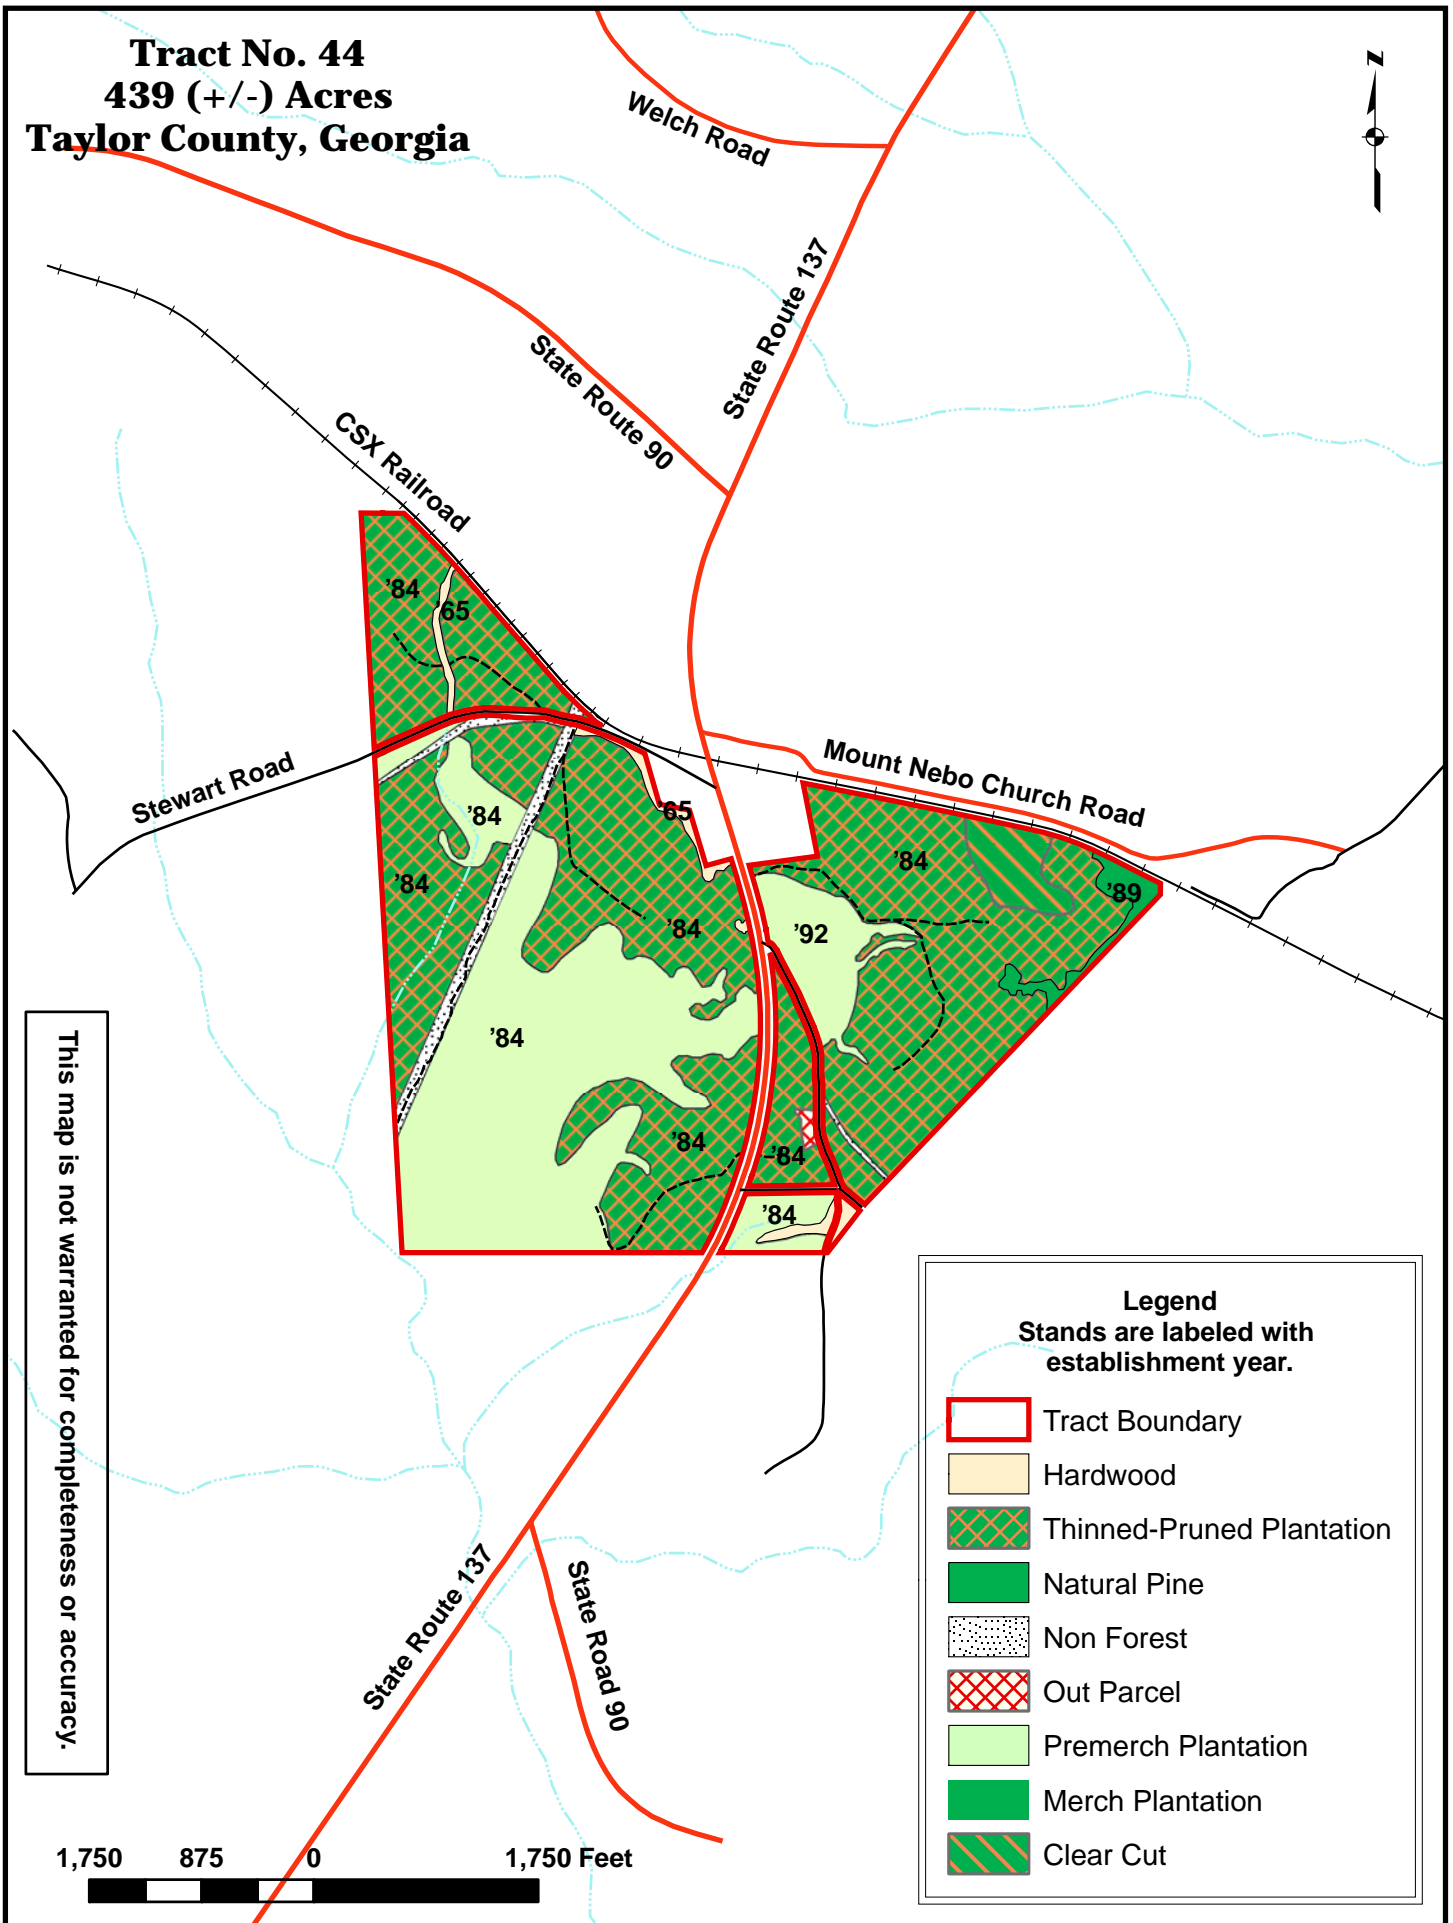 Tract No. 44
439 (+/-) Acres
Taylor County, Georgia
z
Welch Road
State Route 137
State Route 90
CSX Railroad
'84
'65
Stewart Road
Mount Nebo Church Road
'84
'65
'84
'84
'89
'84
'92
'84
'84
'84
'84
'84
This map is not warranted for completeness or accuracy.
State Route 137
State Road 90
Legend
Stands are labeled with
establishment year.
Tract Boundary
Hardwood
Thinned-Pruned Plantation
Natural Pine
Non Forest
Out Parcel
Premerch Plantation
Merch Plantation
Clear Cut
1,750 875 0 1,750 Feet